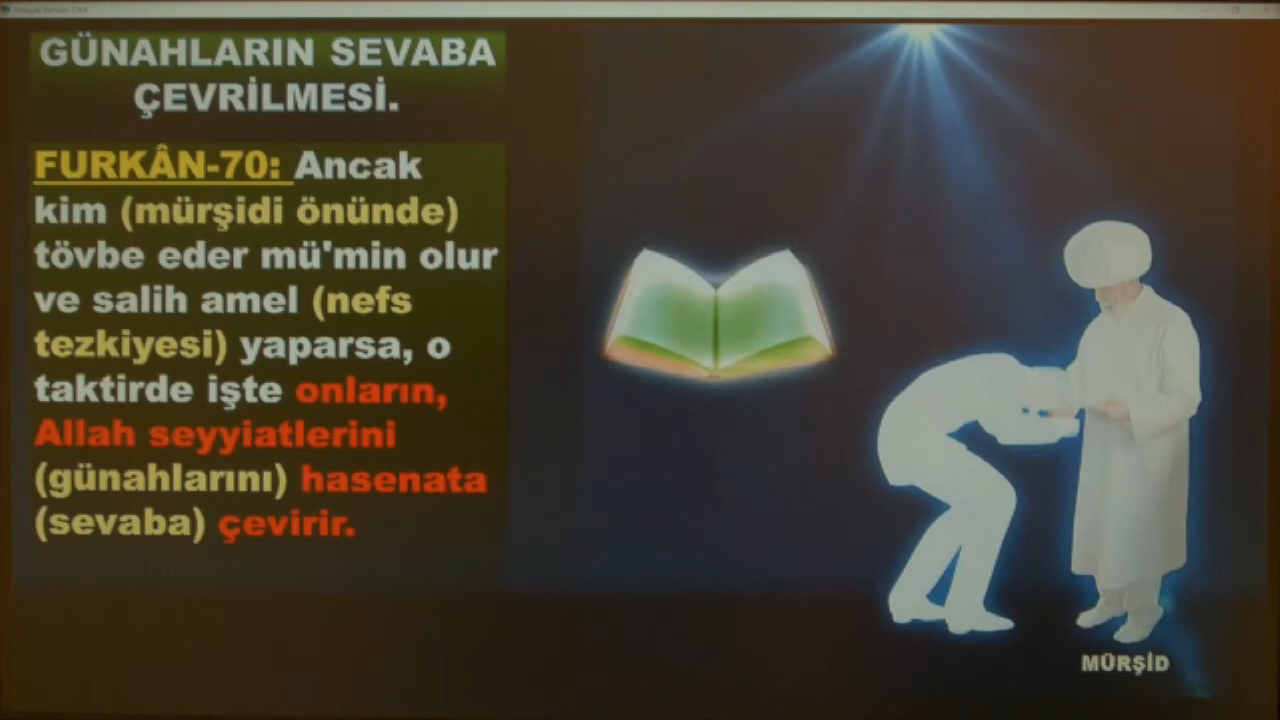 GÜNAHLARIN SEVABA
ÇEVRİLMESİ.
FURKÂN-70: Ancak
kim (mürşidi önünde)
tövbe eder mü'min olur
ve salih amel (nefs
tezkiyesi) yaparsa, o
taktirde işte onların,
Allah seyyiatlerini
(günahlarını) hasenata
(sevaba) çevirir.
MÜRŞİD